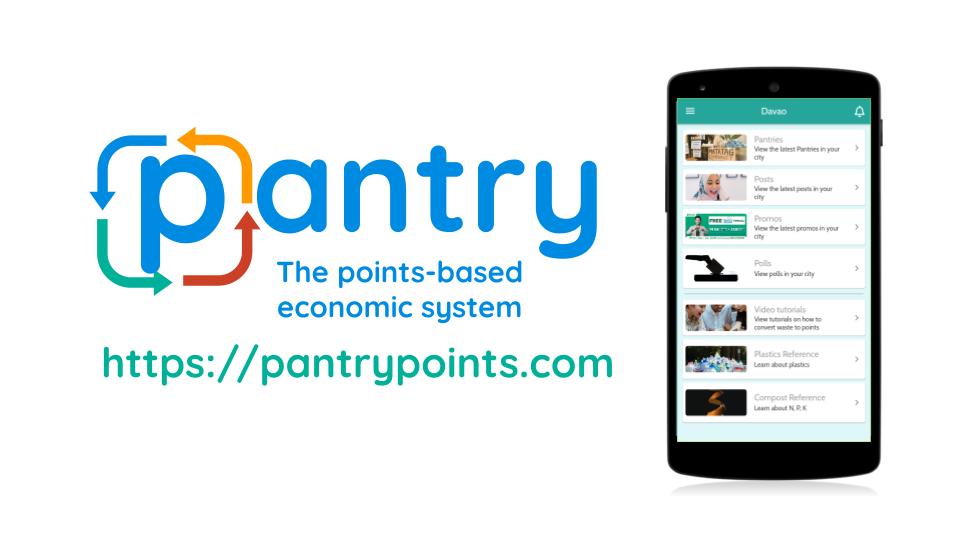 pantry
The points-based
economic system
https://pantrypoints.com
Davao
Pantries
View the latest Pantries in your
city
Posts
View the latest posts in your
city
FREE
Promos
View the latest promos in your
city
Polls
View polls in your city
Video tutorials
View tutorials on how to
convert waste to points
Plastics Reference
Learn about plastics
Compost Reference
Learn about N, P, K